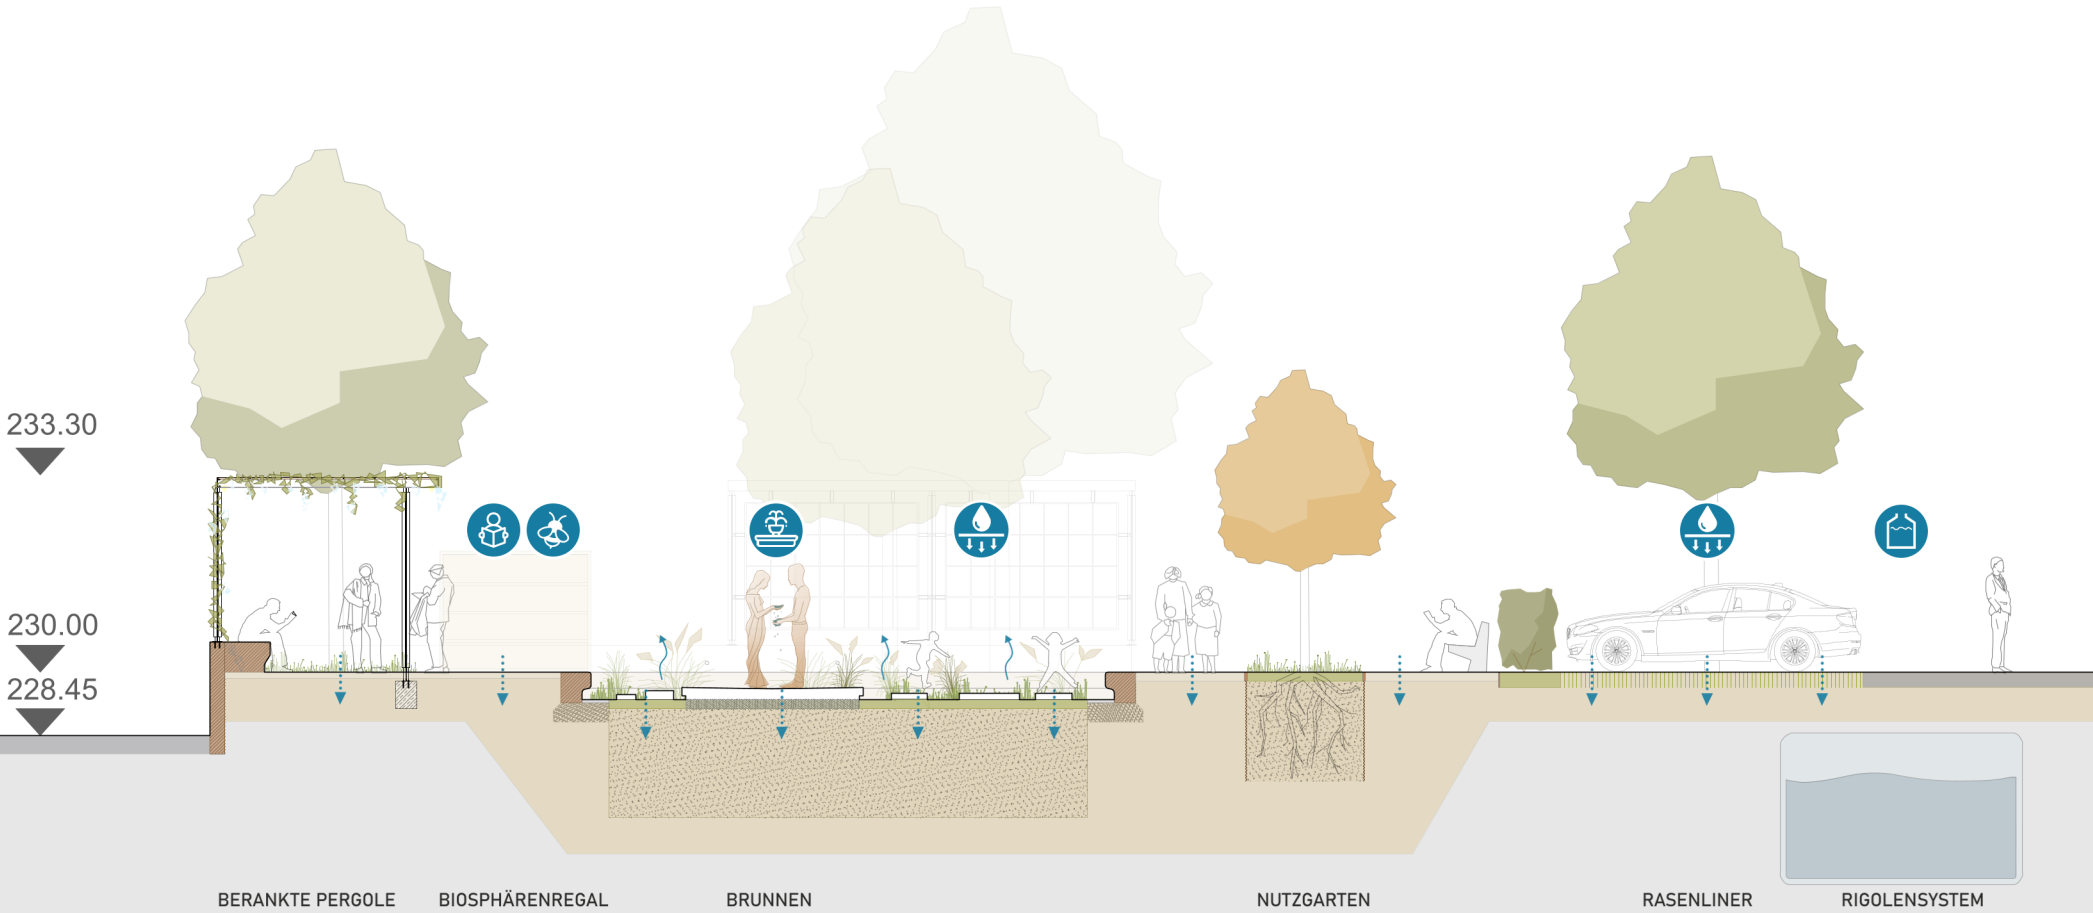 233.30
230.00
228.45
BERANKTE PERGOLE
BIOSPHÄRENREGAL
BRUNNEN
NUTZGARTEN
RASENLINER
RIGOLENSYSTEM